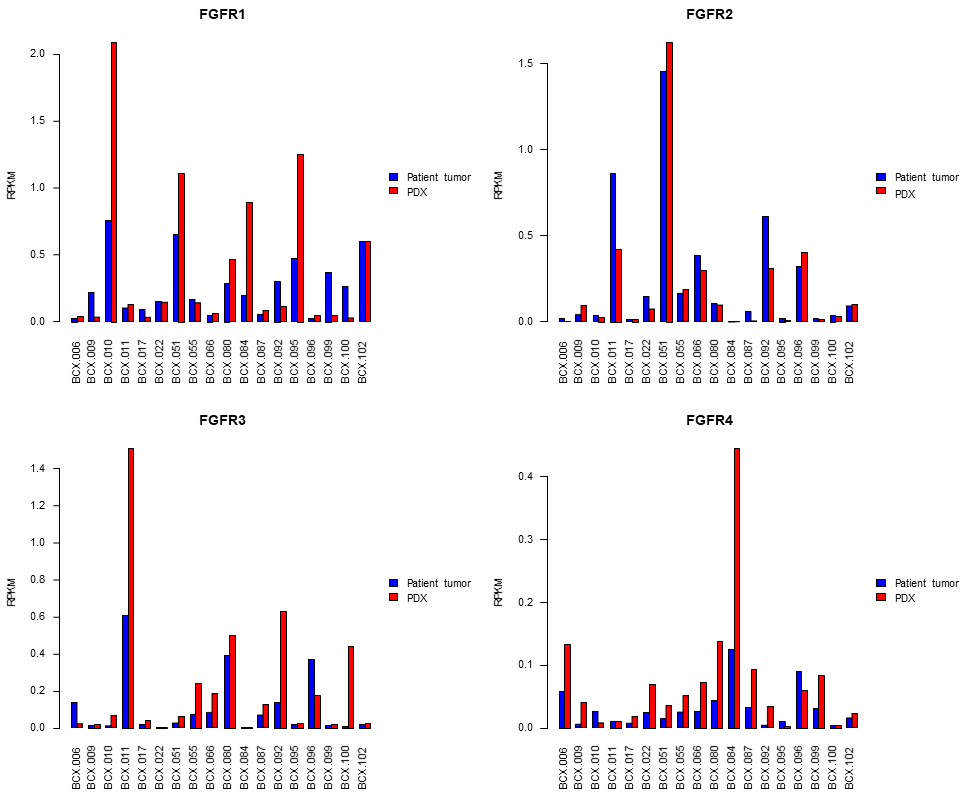 FGFR1
RPKM
2.0
1.5
1.0
0.5
0.0
BCX.006
BCX.009
BCX.010
BCX.011
BCX.017
BCX.022
BCX.051
BCX.055
BCX.066
BCX.080
BCX.084
BCX.087
BCX.092
BCX.095
BCX.096
BCX.099
BCX.100
BCX.102
Patient tumor
PDX
FGFR2
RPKM
1.5
1.0
0.5
0.0
BCX.006
BCX.009
BCX.010
BCX.011
BCX.017
BCX.022
BCX.051
BCX.055
BCX.066
BCX.080
BCX.084
BCX.087
BCX.092
BCX.095
BCX.096
BCX.099
BCX.100
BCX.102
Patient tumor
PDX
FGFR3
RPKM
1.4
1.2
1.0
0.8
0.6
0.4
0.2
0.0
BCX.006
BCX.009
BCX.010
BCX.011
BCX.017
BCX.022
BCX.051
BCX.055
BCX.066
BCX.080
BCX.084
BCX.087
BCX.092
BCX.095
BCX.096
BCX.099
BCX.100
BCX.102
Patient tumor
PDX
FGFR4
RPKM
0.4
0.3
0.2
0.1
0.0
BCX.006
BCX.009
BCX.010
BCX.011
BCX.017
BCX.022
BCX.051
BCX.055
BCX.066
BCX.080
BCX.084
BCX.087
BCX.092
BCX.095
BCX.096
BCX.099
BCX.100
BCX.102
Patient tumor
PDX